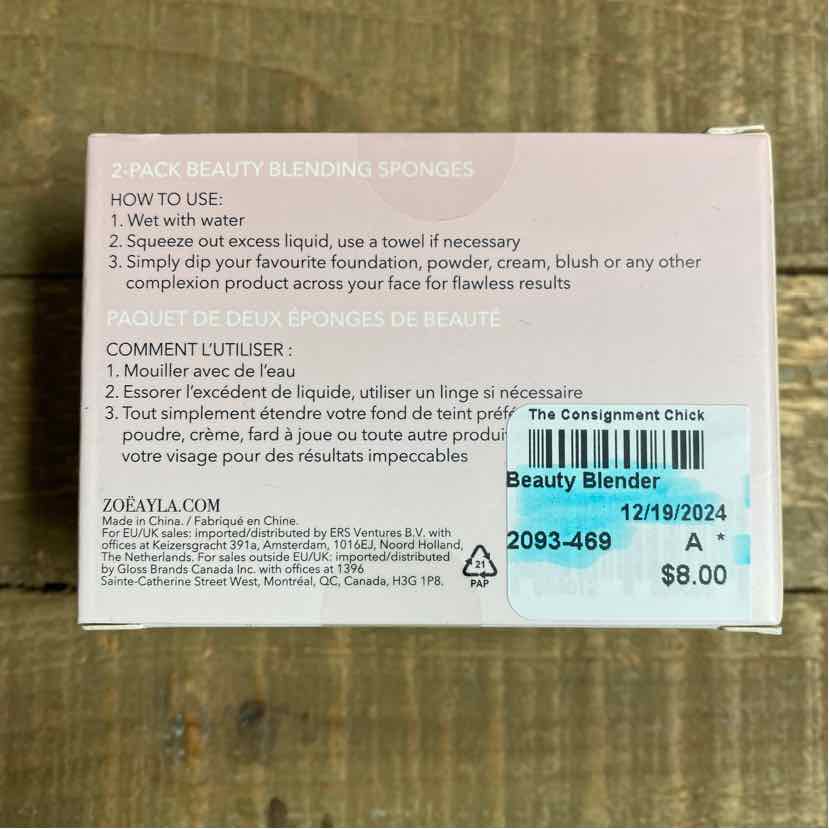 2-PACK BEAUTY BLENDING SPONGES
HOW TO USE:
1. Wet with water
2. Squeeze out excess liquid, use a towel if necessary
3. Simply dip your favourite foundation, powder, cream, blush or any other
complexion product across your face for flawless results
PAQUET DE DEUX ÉPONGES DE BEAUTÉ
COMMENT L'UTILISER :
1. Mouiller avec de l'eau
2. Essorer l'excédent de liquide, utiliser un linge si nécessaire
3. Tout simplement étendre votre fond de teint
poudre, crème, fard à joue ou toute autre
votre visage pour des résultats impeccables
ZOËAYLA.COM
Made in China. / Fabriqué en Chine.
For EU/UK sales: imported/distributed by ERS Ventures B.V. with
offices at Keizersgracht 391a, Amsterdam, 1016EJ, Noord Holland,
The Netherlands. For sales outside EU/UK: imported/distributed
by Gloss Brands Canada Inc. with offices at 1396
Sainte-Catherine Street West, Montréal, QC, Canada, H3G 1P8.
21
PAP
The Consignment Chick
Beauty Blender
12/19/2024
2093-469 A *
$8.00